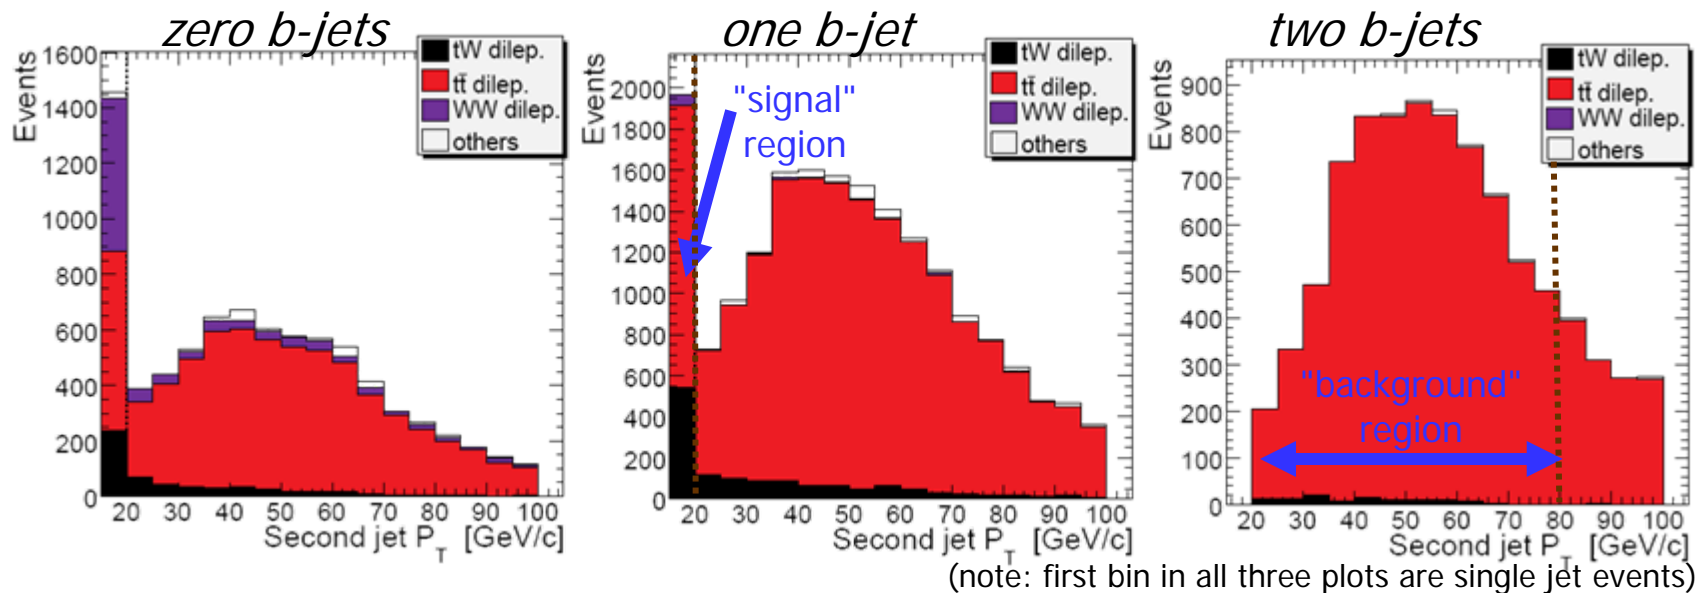 zero b-jets
one b-jet
two b-jets
Events
1600
1400
1200
1000
800
600
400
200
0
tW dilep.
tt̄ dilep.
WW dilep.
others
20 30 40 50 60 70 80 90 100
Second jet P_T [GeV/c]
Events
2000
1800
1600
1400
1200
1000
800
600
400
200
0
"signal"
region
tW dilep.
tt̄ dilep.
WW dilep.
others
20 30 40 50 60 70 80 90 100
Second jet P_T [GeV/c]
Events
900
800
700
600
500
400
300
200
100
0
tW dilep.
tt̄ dilep.
WW dilep.
others
"background"
region
20 30 40 50 60 70 80 90 100
Second jet P_T [GeV/c]
(note: first bin in all three plots are single jet events)